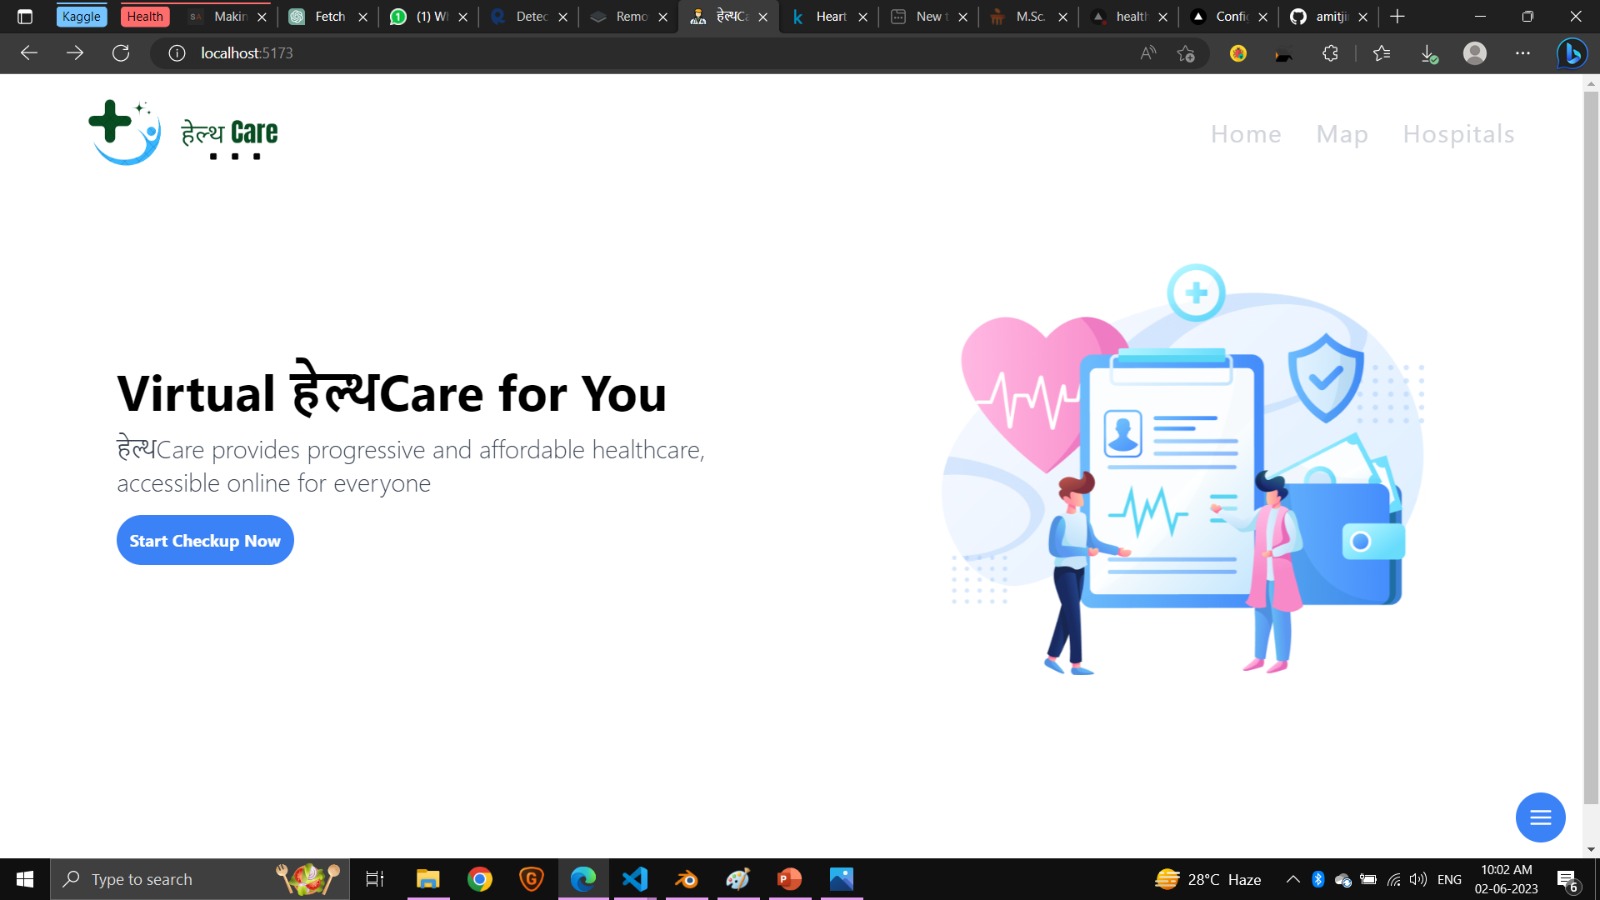 Kaggle
Health
Makin
Fetch
(1) W
Detec
Remo
हेल्थCa
Heart
New t
M.Sc.
health
Config
amitji
localhost:5173
हेल्थ Care
Home
Map
Hospitals
Virtual हेल्थCare for You
हेल्थCare provides progressive and affordable healthcare,
accessible online for everyone
Start Checkup Now
Type to search
28°C Haze
ENG
10:02 AM
02-06-2023
6